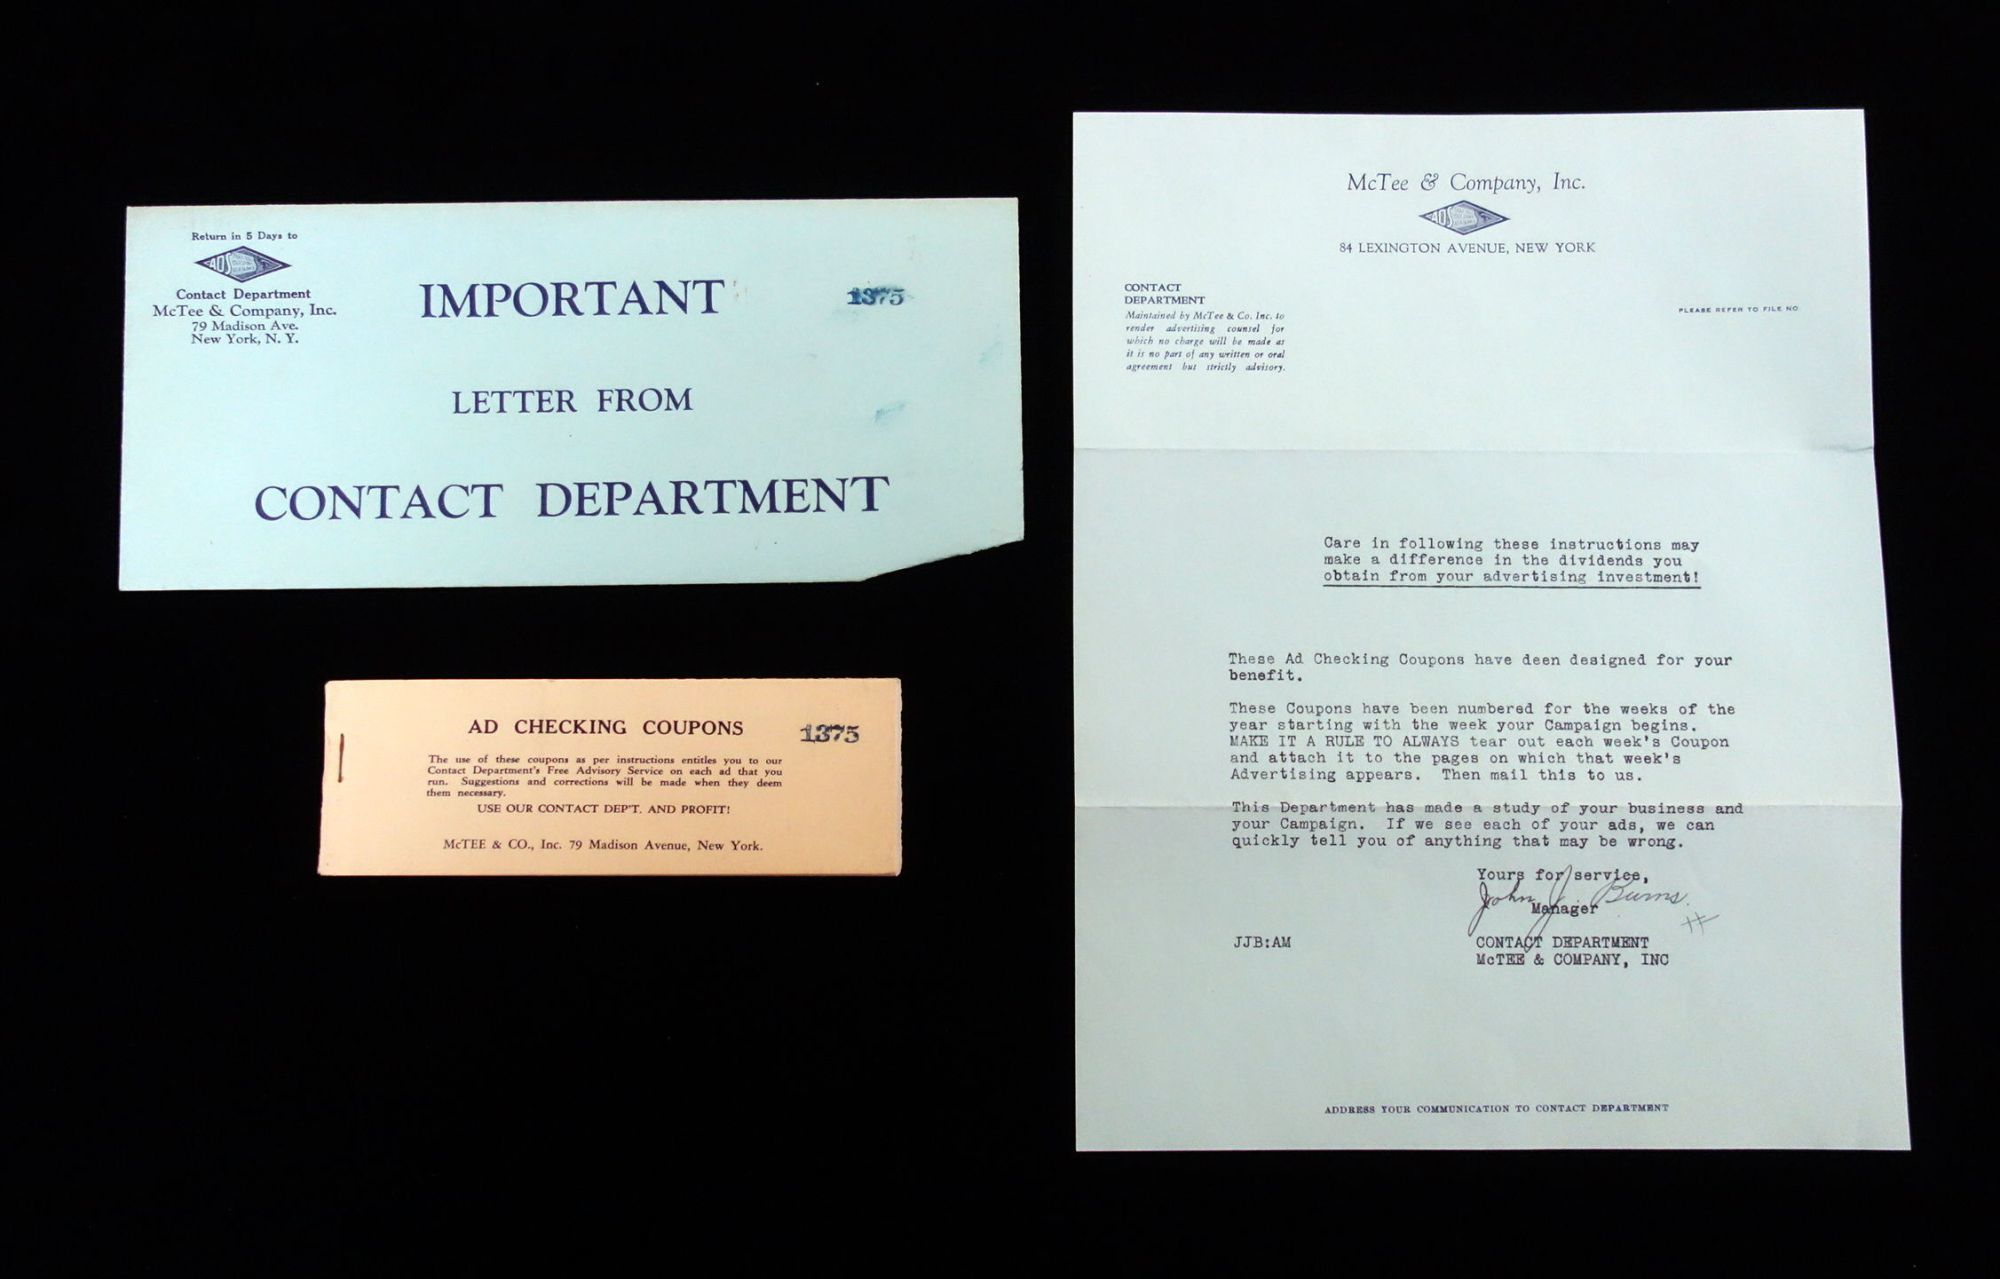 Return in 5 Days to
ADS
Contact Department
McTee & Company, Inc.
79 Madison Ave.
New York, N. Y.
IMPORTANT
1375
LETTER FROM
CONTACT DEPARTMENT
AD CHECKING COUPONS
1375
The use of these coupons as per instructions entitles you to our
Contact Department's Free Advisory Service on each ad that you
run. Suggestions and corrections will be made when they deem
them necessary.
USE OUR CONTACT DEP'T. AND PROFIT!
McTEE & CO., Inc. 79 Madison Avenue, New York.
McTee & Company, Inc.
ADS
84 LEXINGTON AVENUE, NEW YORK
CONTACT
DEPARTMENT
Maintained by McTee & Co. Inc. to
render advertising counsel for
which no charge will be made as
it is no part of any written or oral
agreement but strictly advisory.
PLEASE REFER TO FILE NO
Care in following these instructions may
make a difference in the dividends you
obtain from your advertising investment!
These Ad Checking Coupons have deen designed for your
benefit.
These Coupons have been numbered for the weeks of the
year starting with the week your Campaign begins.
MAKE IT A RULE TO ALWAYS tear out each week's Coupon
and attach it to the pages on which that week's
Advertising appears. Then mail this to us.
This Department has made a study of your business and
your Campaign. If we see each of your ads, we can
quickly tell you of anything that may be wrong.
Yours for service,
John J. Burns.
Manager
JJB:AM
CONTACT DEPARTMENT
McTEE & COMPANY, INC
ADDRESS YOUR COMMUNICATION TO CONTACT DEPARTMENT